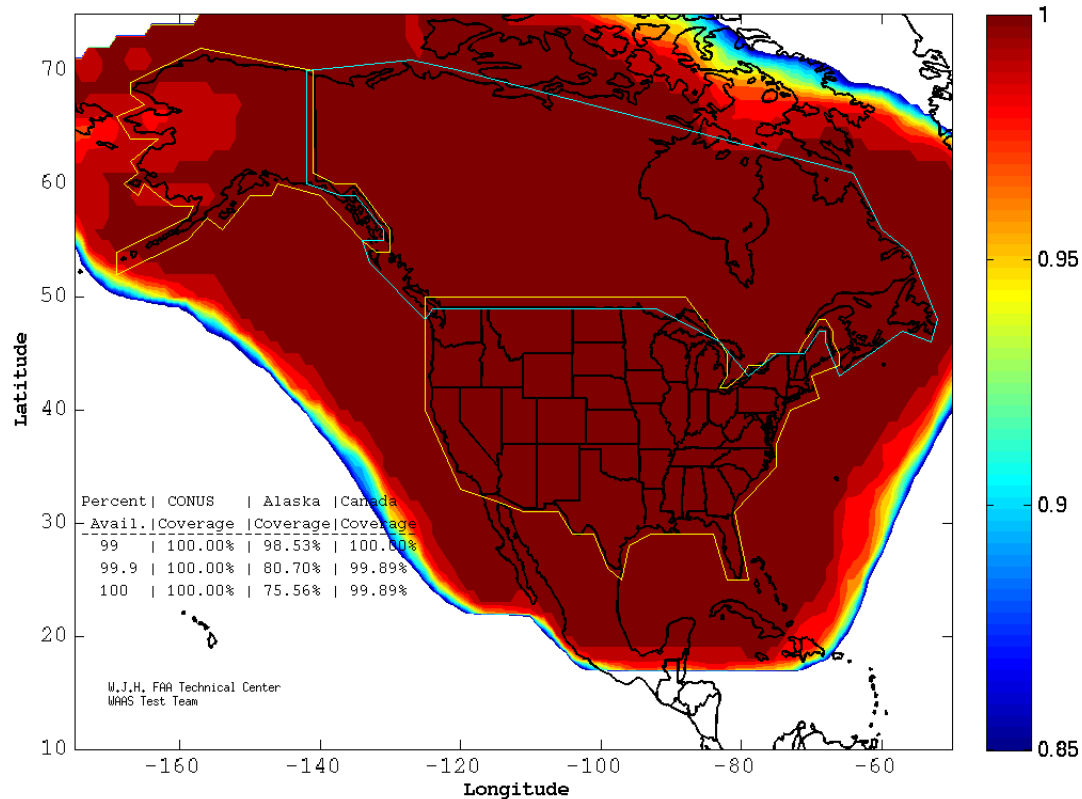 70
60
50
40
30
20
10
Latitude
-160
-140
-120
-100
-80
-60
Longitude
Percent| CONUS | Alaska |Canada
Avail.|Coverage |Coverage|Coverage
99 | 100.00% | 98.53% | 100.00%
99.9 | 100.00% | 80.70% | 99.89%
100 | 100.00% | 75.56% | 99.89%
W.J.H. FAA Technical Center
WAAS Test Team
1
0.95
0.9
0.85